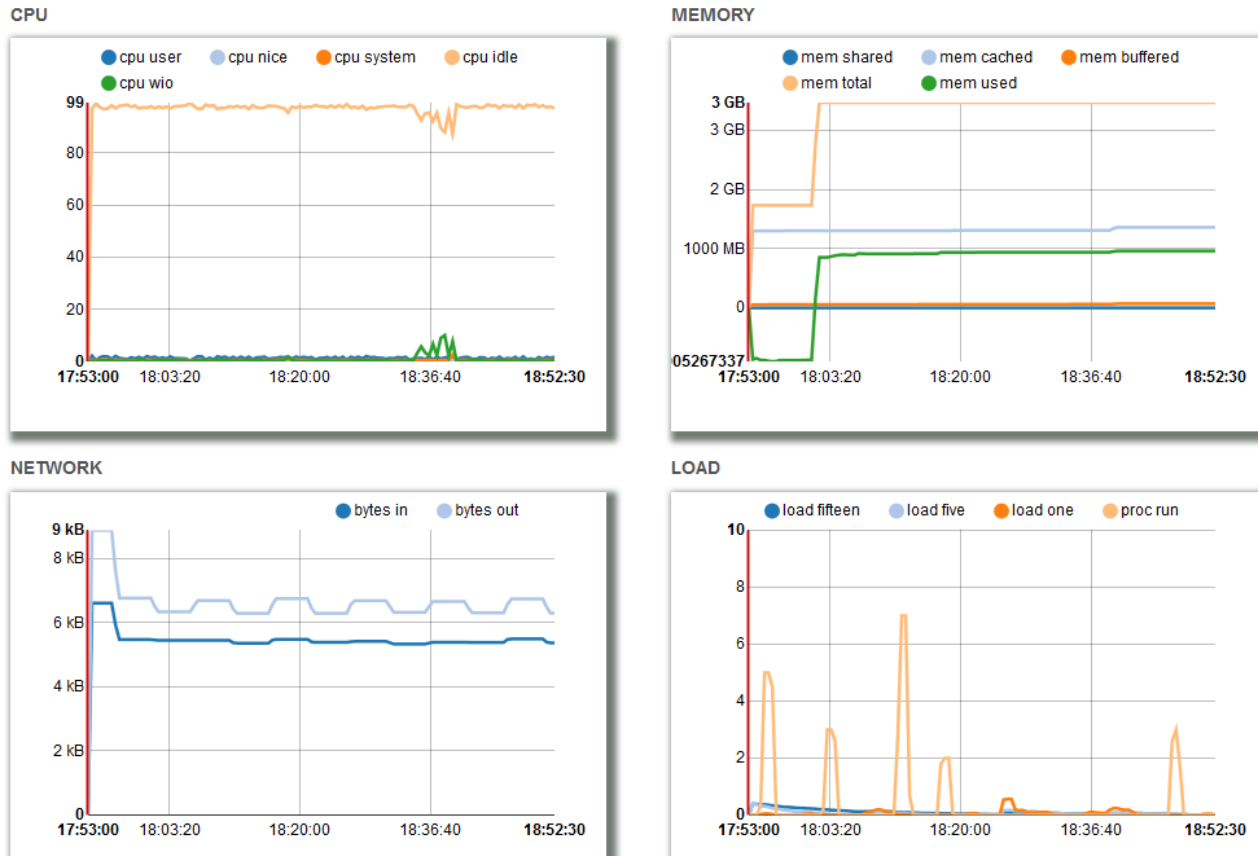 CPU
cpu user cpu nice cpu system cpu idle
cpu wio
99
80
60
40
20
0
17:53:00 18:03:20 18:20:00 18:36:40 18:52:30
MEMORY
mem shared mem cached mem buffered
mem total mem used
3 GB
3 GB
2 GB
1000 MB
0
05267337
17:53:00 18:03:20 18:20:00 18:36:40 18:52:30
NETWORK
bytes in bytes out
9 kB
8 kB
6 kB
4 kB
2 kB
0
17:53:00 18:03:20 18:20:00 18:36:40 18:52:30
LOAD
load fifteen load five load one proc run
10
8
6
4
2
0
17:53:00 18:03:20 18:20:00 18:36:40 18:52:30